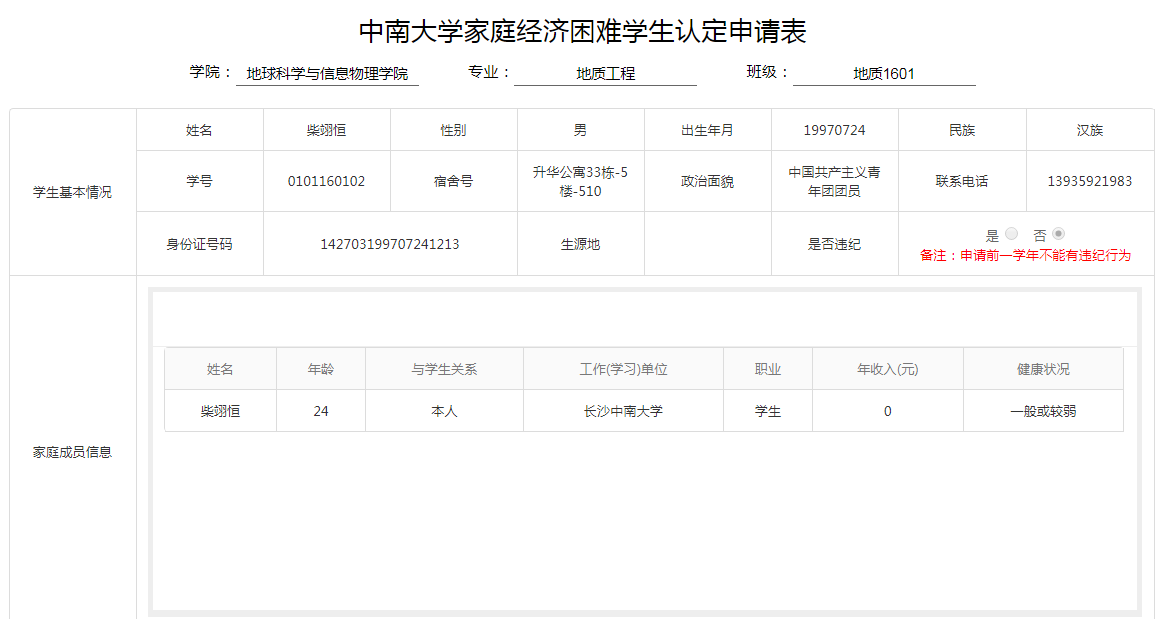 中南大学家庭经济困难学生认定申请表
学院： 地球科学与信息物理学院 专业： 地质工程 班级： 地质1601
学生基本情况
姓名 柴翊恒 性别 男 出生年月 19970724 民族 汉族
学号 0101160102 宿舍号 升华公寓33栋-5
楼-510 政治面貌 中国共产主义青
年团团员 联系电话 13935921983
身份证号码 142703199707241213 生源地 是否违纪 是 否
备注：申请前一学年不能有违纪行为
家庭成员信息
姓名 年龄 与学生关系 工作(学习)单位 职业 年收入(元) 健康状况
柴翊恒 24 本人 长沙中南大学 学生 0 一般或较弱